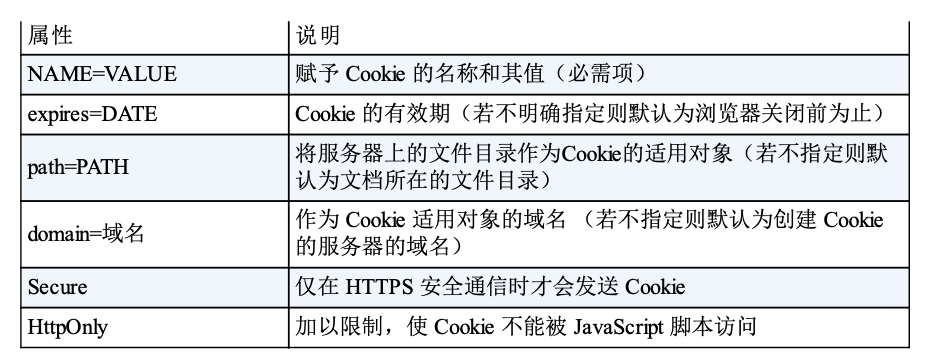 属性 说明
NAME=VALUE 赋予 Cookie 的名称和其值（必需项）
expires=DATE Cookie 的有效期（若不明确指定则默认为浏览器关闭前为止）
path=PATH 将服务器上的文件目录作为Cookie的适用对象（若不指定则默
认为文档所在的文件目录）
domain=域名 作为 Cookie 适用对象的域名 （若不指定则默认为创建 Cookie
的服务器的域名）
Secure 仅在 HTTPS 安全通信时才会发送 Cookie
HttpOnly 加以限制，使 Cookie 不能被 JavaScript 脚本访问